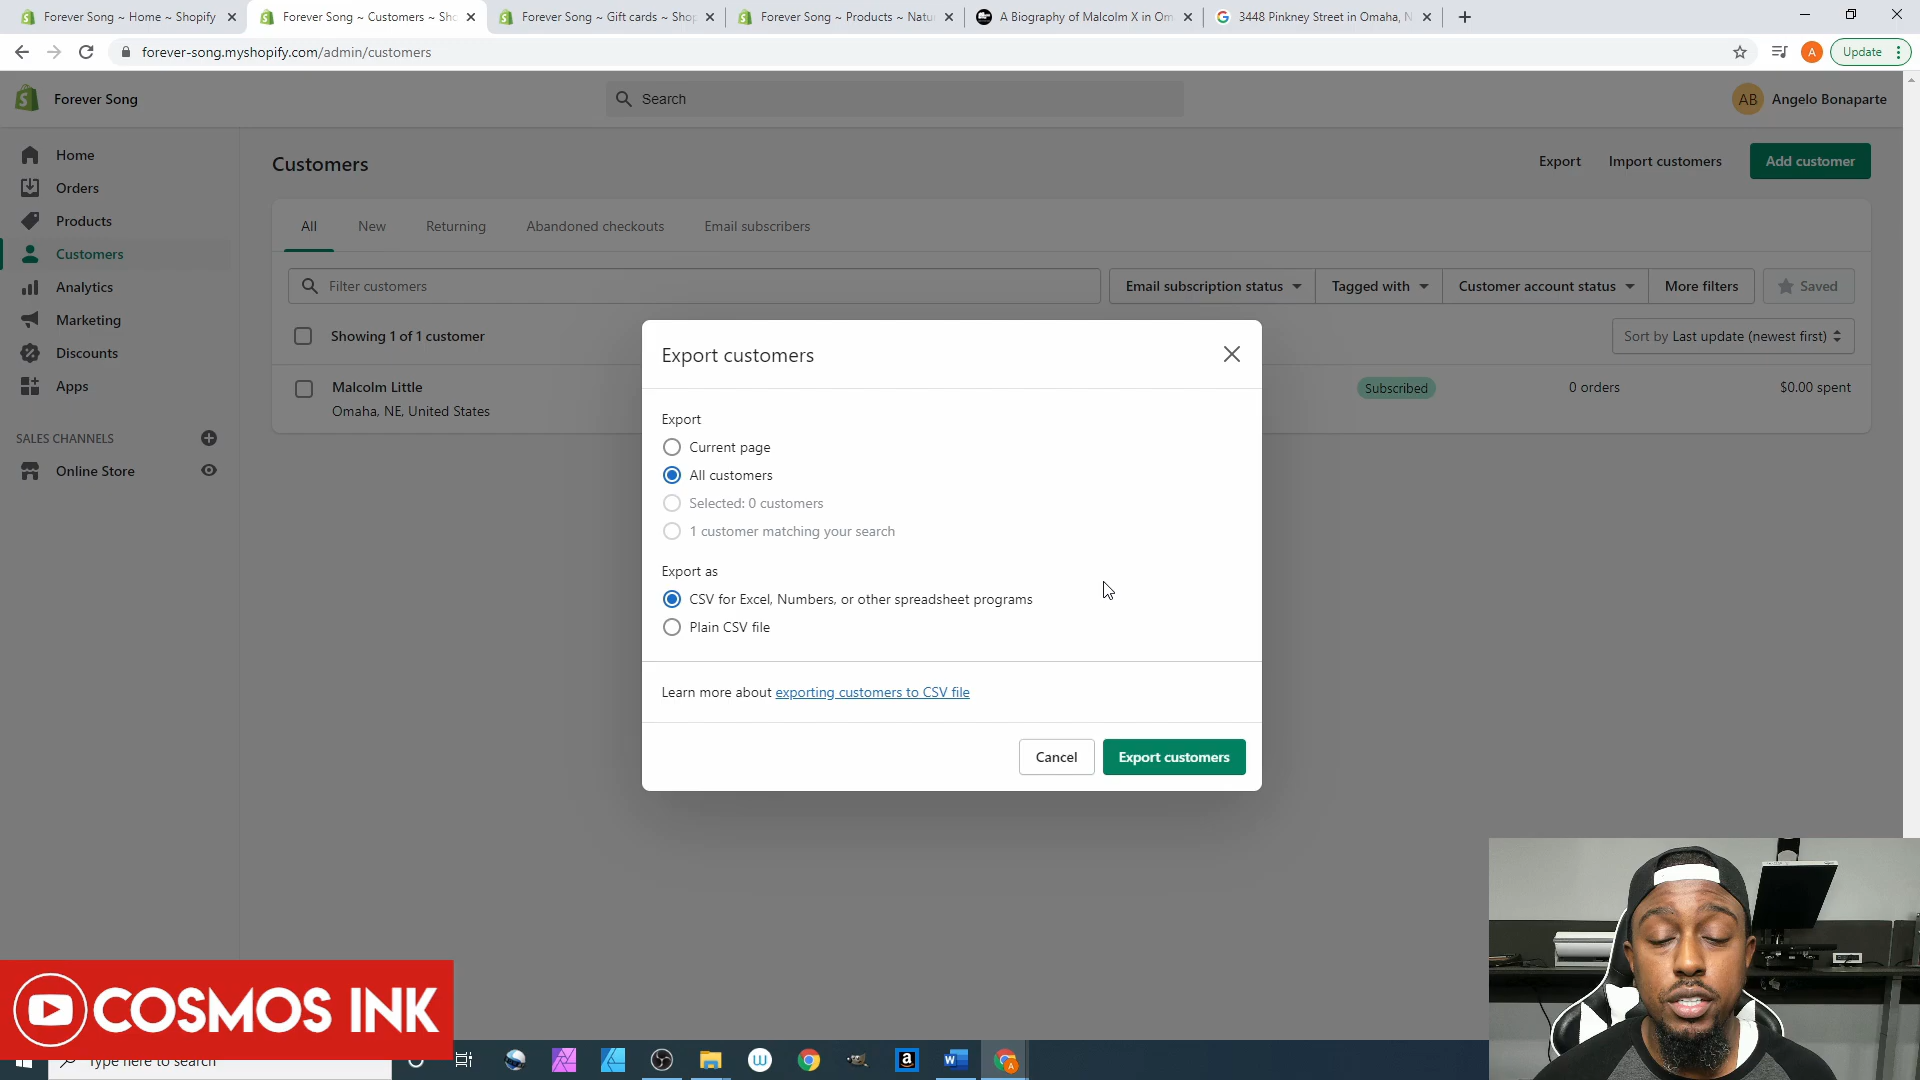 Forever Song ~ Home ~ Shopify
Forever Song ~ Customers ~ Sho
Forever Song ~ Gift cards ~ Shop
Forever Song ~ Products ~ Natu
A Biography of Malcolm X in Om
3448 Pinkney Street in Omaha, N
forever-song.myshopify.com/admin/customers
A
Update
Forever Song
Search
AB
Angelo Bonaparte
Home
Orders
Products
Customers
Analytics
Marketing
Discounts
Apps
SALES CHANNELS
Online Store
Customers
Export
Import customers
Add customer
All
New
Returning
Abandoned checkouts
Email subscribers
Filter customers
Email subscription status
Tagged with
Customer account status
More filters
Saved
Showing 1 of 1 customer
Sort by Last update (newest first)
Malcolm Little
Omaha, NE, United States
Subscribed
0 orders
$0.00 spent
Export customers
Export
Current page
All customers
Selected: 0 customers
1 customer matching your search
Export as
CSV for Excel, Numbers, or other spreadsheet programs
Plain CSV file
Learn more about exporting customers to CSV file
Cancel
Export customers
COSMOS INK
Type here to search